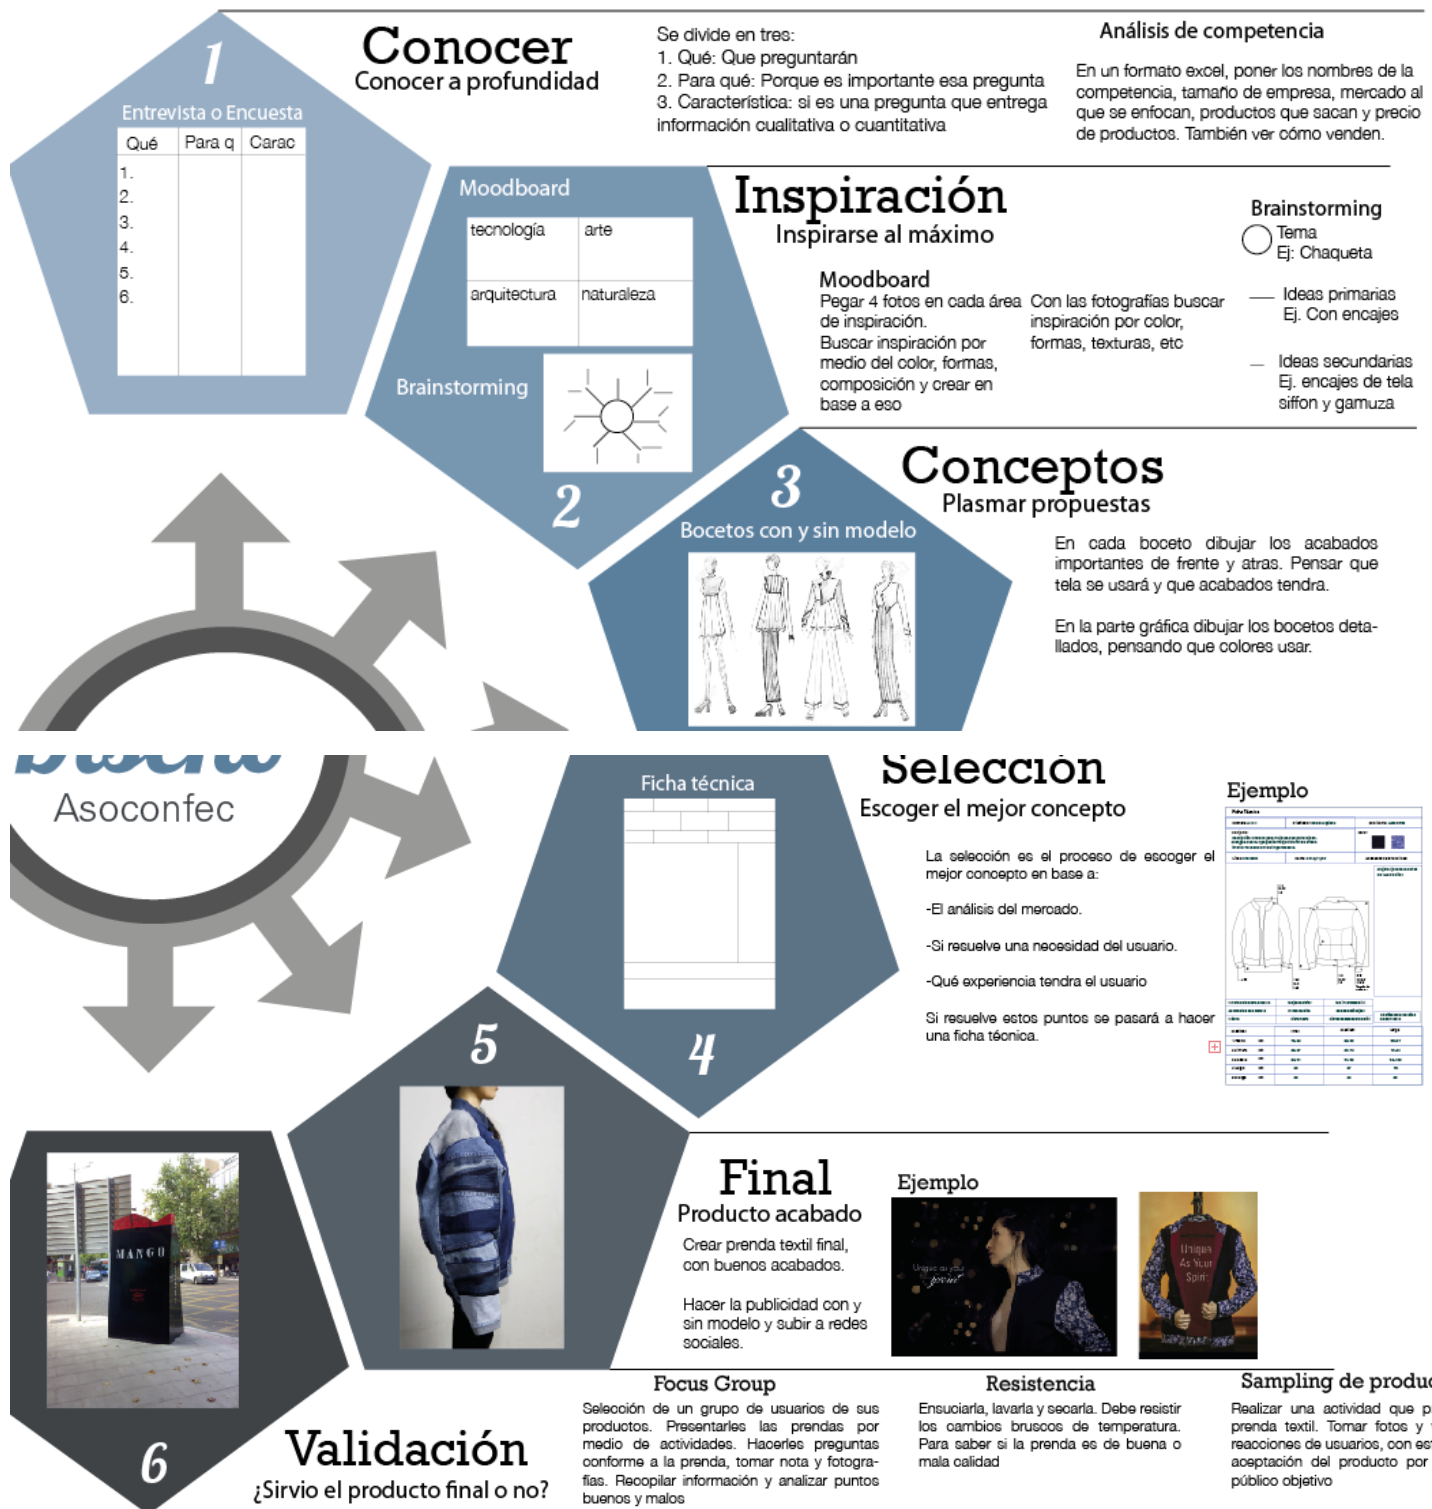 1
Entrevista o Encuesta
Qué
Para q
Carac
1.
2.
3.
4.
5.
6.
Conocer
Conocer a profundidad
Se divide en tres:
1. Qué: Que preguntarán
2. Para qué: Porque es importante esa pregunta
3. Característica: si es una pregunta que entrega
información cualitativa o cuantitativa
Análisis de competencia
En un formato excel, poner los nombres de la
competencia, tamaño de empresa, mercado al
que se enfocan, productos que sacan y precio
de productos. También ver cómo venden.
Moodboard
tecnología
arte
arquitectura
naturaleza
Brainstorming
2
Inspiración
Inspirarse al máximo
Moodboard
Pegar 4 fotos en cada área
de inspiración.
Buscar inspiración por
medio del color, formas,
composición y crear en
base a eso
Con las fotografías buscar
inspiración por color,
formas, texturas, etc
Brainstorming
Tema
Ej: Chaqueta
Ideas primarias
Ej. Con encajes
Ideas secundarias
Ej. encajes de tela
siffon y gamuza
3
Bocetos con y sin modelo
Conceptos
Plasmar propuestas
En cada boceto dibujar los acabados
importantes de frente y atras. Pensar que
tela se usará y que acabados tendra.
En la parte gráfica dibujar los bocetos deta-
llados, pensando que colores usar.
Asoconfec
Ficha técnica
4
Selección
Escoger el mejor concepto
La selección es el proceso de escoger el
mejor concepto en base a:
-El análisis del mercado.
-Si resuelve una necesidad del usuario.
-Qué experiencia tendra el usuario
Si resuelve estos puntos se pasará a hacer
una ficha técnica.
Ejemplo
5
Final
Producto acabado
Crear prenda textil final,
con buenos acabados.
Hacer la publicidad con y
sin modelo y subir a redes
sociales.
Ejemplo
Unique as your
spirit
Unique
As Your
Spirit
MANGO
6
Validación
¿Sirvio el producto final o no?
Focus Group
Selección de un grupo de usuarios de sus
productos. Presentarles las prendas por
medio de actividades. Hacerles preguntas
conforme a la prenda, tomar nota y fotogra-
fías. Recopilar información y analizar puntos
buenos y malos
Resistencia
Ensuciarla, lavarla y secarla. Debe resistir
los cambios bruscos de temperatura.
Para saber si la prenda es de buena o
mala calidad
Sampling de produc
Realizar una actividad que p
prenda textil. Tomar fotos y
reacciones de usuarios, con es
aceptación del producto por
público objetivo